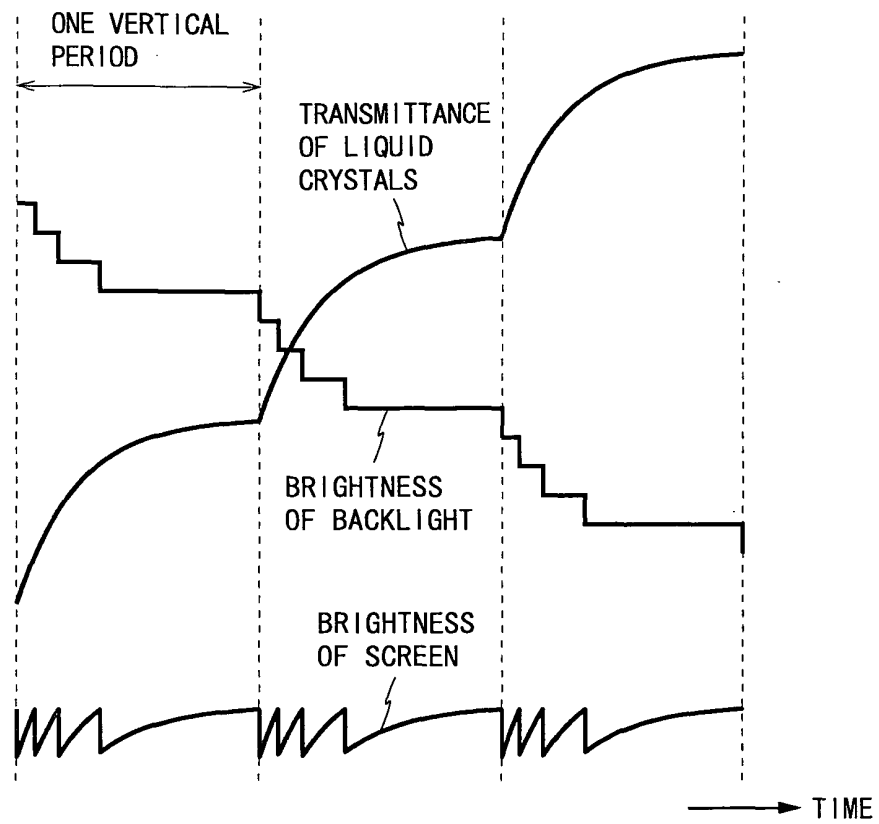 ONE VERTICAL
PERIOD
TRANSMITTANCE
OF LIQUID
CRYSTALS
BRIGHTNESS
OF BACKLIGHT
BRIGHTNESS
OF SCREEN
TIME